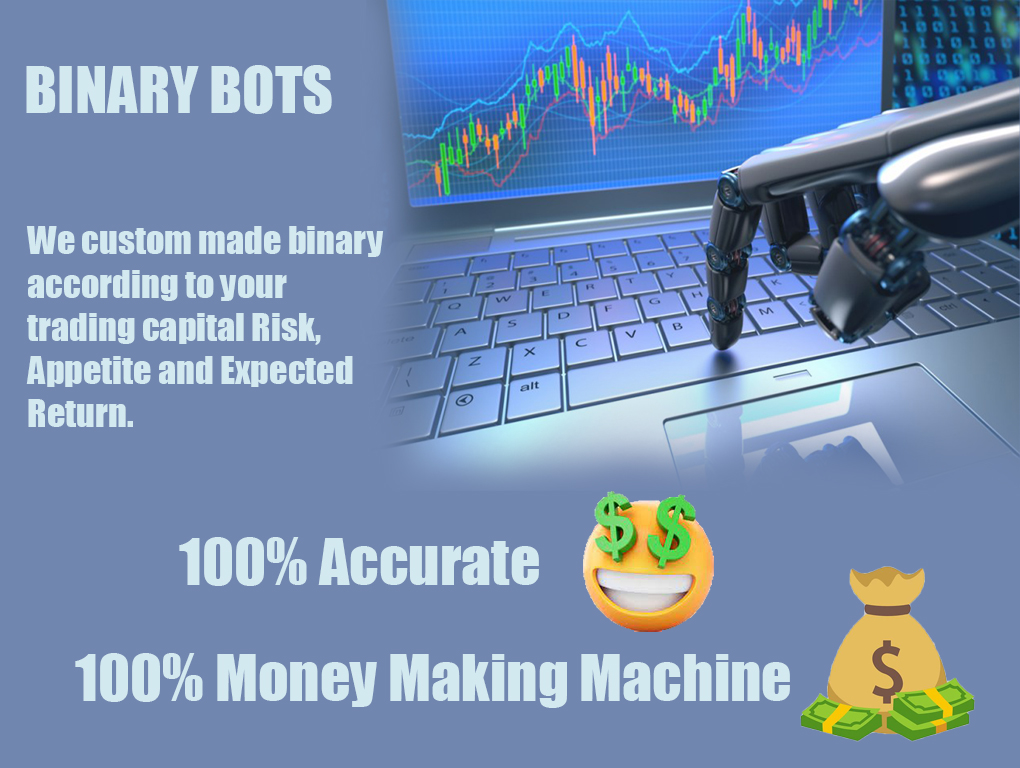 BINARY BOTS
We custom made binary
according to your
trading capital Risk,
Appetite and Expected
Return.
100% Accurate
100% Money Making Machine